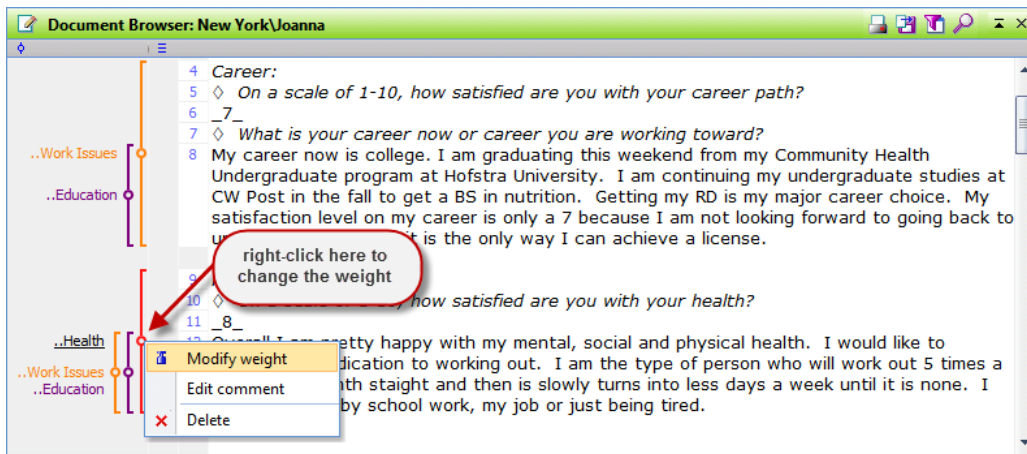 Document Browser: New York\Joanna
4 Career:
5 ◊ On a scale of 1-10, how satisfied are you with your career path?
6 _7_
7 ◊ What is your career now or career you are working toward?
..Work Issues
8 My career now is college. I am graduating this weekend from my Community Health
Undergraduate program at Hofstra University. I am continuing my undergraduate studies at
..Education
CW Post in the fall to get a BS in nutrition. Getting my RD is my major career choice. My
satisfaction level on my career is only a 7 because I am not looking forward to going back to
it is the only way I can achieve a license.
right-click here to
change the weight
9
10 ◊ how satisfied are you with your health?
11 _8_
..Health
12 Overall I am pretty happy with my mental, social and physical health. I would like to
Modify weight
to working out. I am the type of person who will work out 5 times a
..Work Issues
..Education
Edit comment
staight and then is slowly turns into less days a week until it is none. I
Delete
by school work, my job or just being tired.